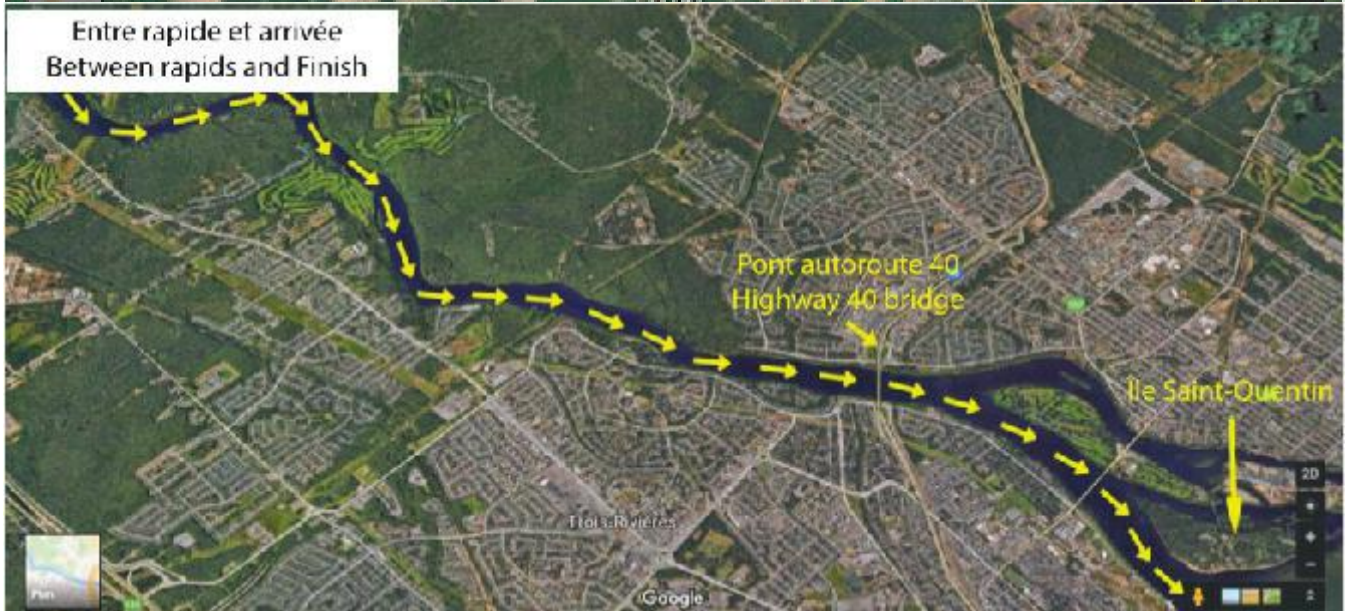 Entre rapide et arrivée
Between rapids and Finish
Pont autoroute 40
Highway 40 bridge
Île Saint-Quentin
2D
Trois-Rivières
Plan
Google